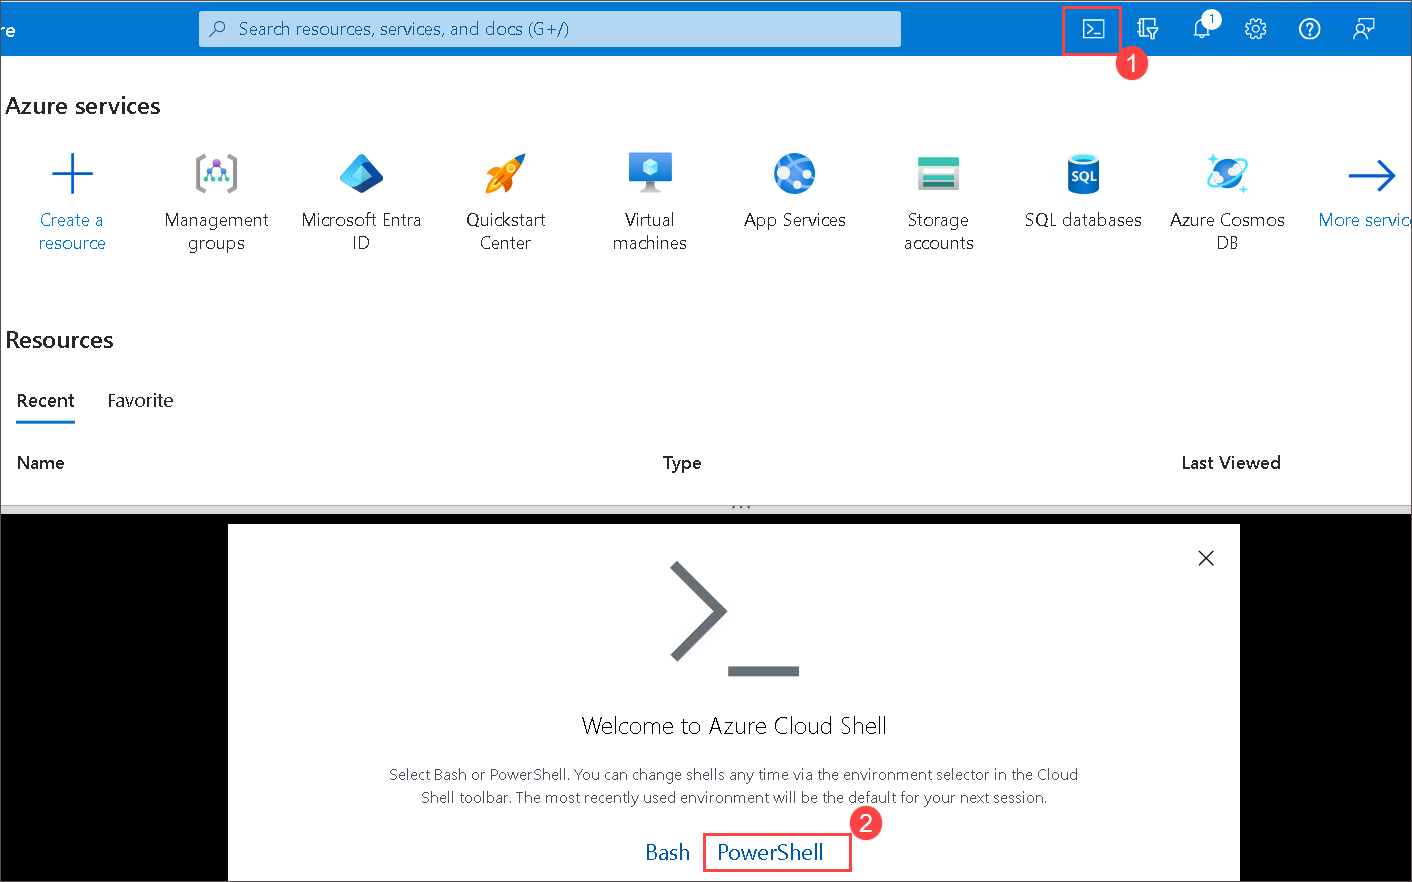 re
Search resources, services, and docs (G+/)
1
1
Azure services
Create a
resource
Management
groups
Microsoft Entra
ID
Quickstart
Center
Virtual
machines
App Services
Storage
accounts
SQL
SQL databases
Azure Cosmos
DB
More servic
Resources
Recent
Favorite
Name
Type
Last Viewed
Welcome to Azure Cloud Shell
Select Bash or PowerShell. You can change shells any time via the environment selector in the Cloud
Shell toolbar. The most recently used environment will be the default for your next session.
2
Bash
PowerShell